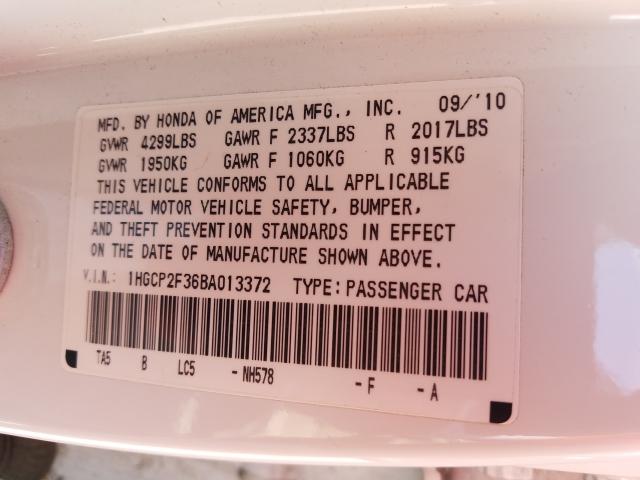 MFD. BY HONDA OF AMERICA MFG., INC. 09/'10
GVWR 4299LBS GAWR F 2337LBS R 2017LBS
GVWR 1950KG GAWR F 1060KG R 915KG
THIS VEHICLE CONFORMS TO ALL APPLICABLE
FEDERAL MOTOR VEHICLE SAFETY, BUMPER,
AND THEFT PREVENTION STANDARDS IN EFFECT
ON THE DATE OF MANUFACTURE SHOWN ABOVE.
V.I.N.: 1HGCP2F36BA013372 TYPE:PASSENGER CAR
TA5 B LC5 -NH578 -F -A